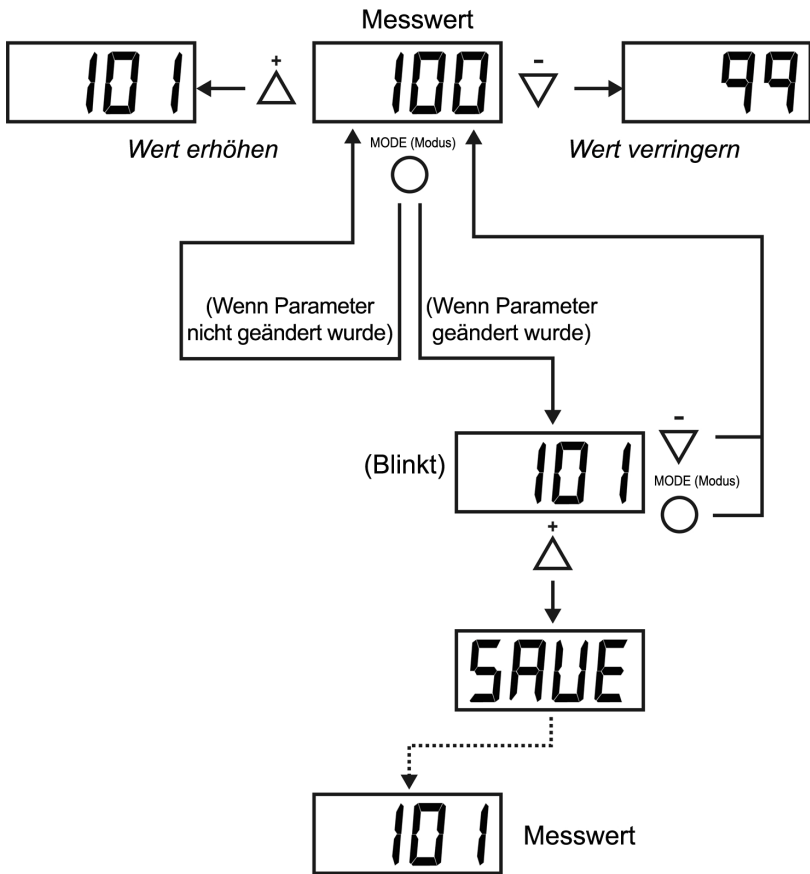 Messwert
101
+
100
-
99
Wert erhöhen
MODE (Modus)
Wert verringern
(Wenn Parameter
nicht geändert wurde)
(Wenn Parameter
geändert wurde)
(Blinkt)
101
-
MODE (Modus)
+
SAVE
101
Messwert